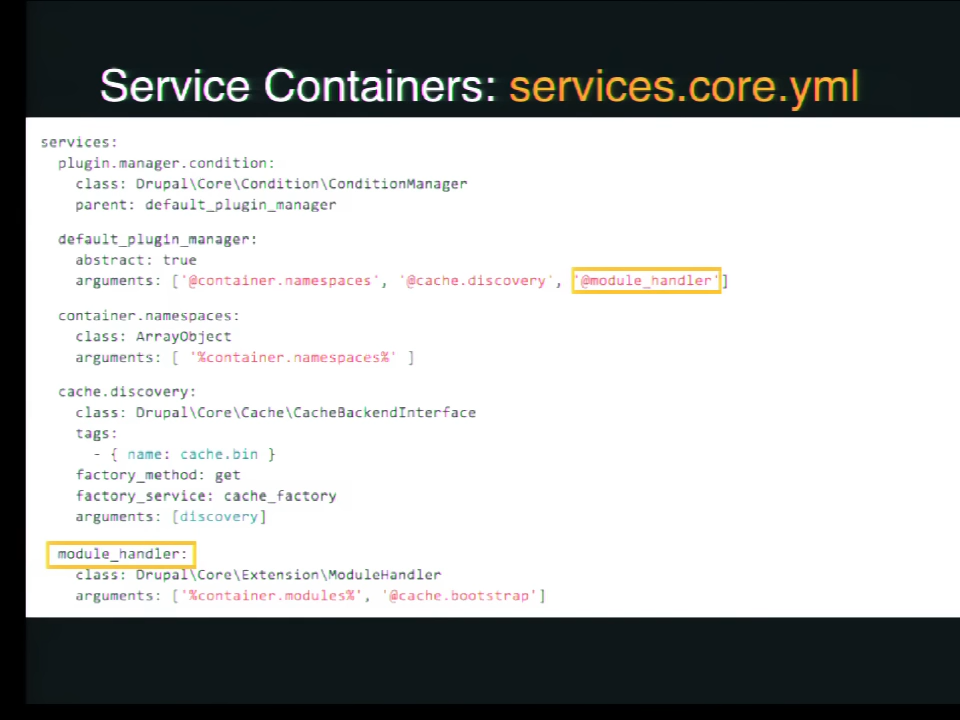 Service Containers: services.core.yml
services:
plugin.manager.condition:
class: Drupal\Core\Condition\ConditionManager
parent: default_plugin_manager
default_plugin_manager:
abstract: true
arguments: ['@container.namespaces', '@cache.discovery', '@module_handler']
container.namespaces:
class: ArrayObject
arguments: [ '%container.namespaces%' ]
cache.discovery:
class: Drupal\Core\Cache\CacheBackendInterface
tags:
- { name: cache.bin }
factory_method: get
factory_service: cache_factory
arguments: [discovery]
module_handler:
class: Drupal\Core\Extension\ModuleHandler
arguments: ['%container.modules%', '@cache.bootstrap']